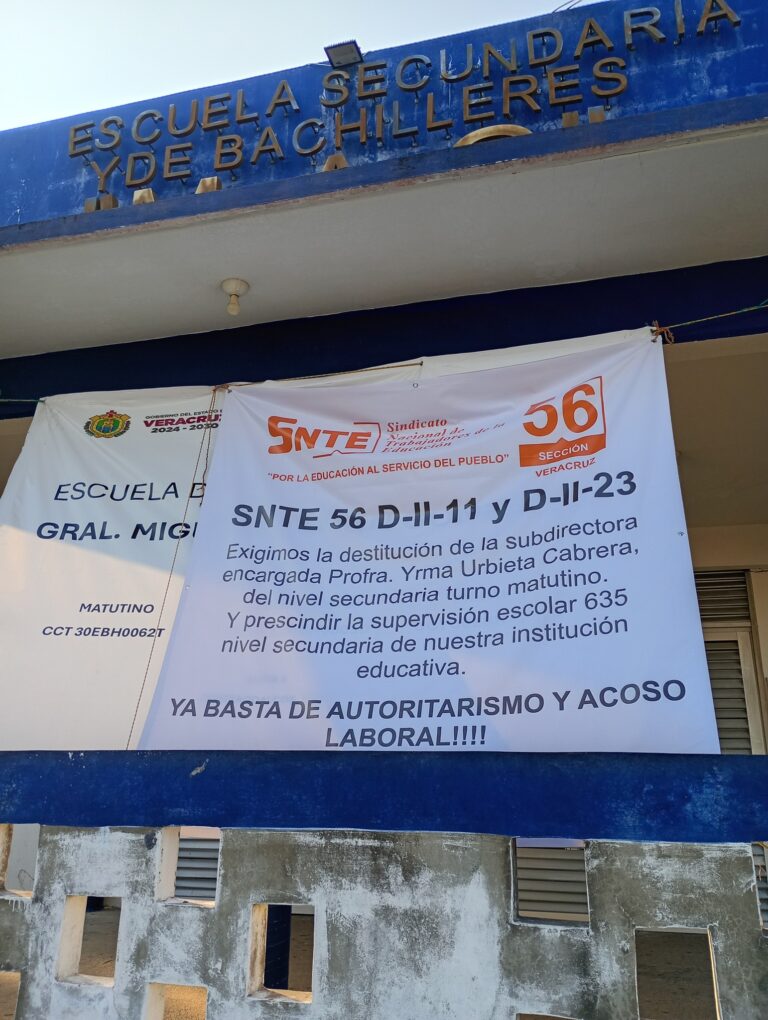 ESCUELA SECUNDARIA
Y DE BACHILLERES
GOBIERNO DEL ESTADO
VERACRUZ
2024 - 2030
ESCUELA
GRAL.
MATUTINO
CCT 30EBH0062T
SNTE
Sindicato
Nacional de
Trabajadores de la
Educación
56
SECCIÓN
VERACRUZ
"POR LA EDUCACIÓN AL SERVICIO DEL PUEBLO"
SNTE 56 D-II-11 y D-II-23
Exigimos la destitución de la subdirectora
encargada Profra. Yrma Urbieta Cabrera,
del nivel secundaria turno matutino.
Y prescindir la supervisión escolar 635
nivel secundaria de nuestra institución
educativa.
YA BASTA DE AUTORITARISMO Y ACOSO
LABORAL!!!!